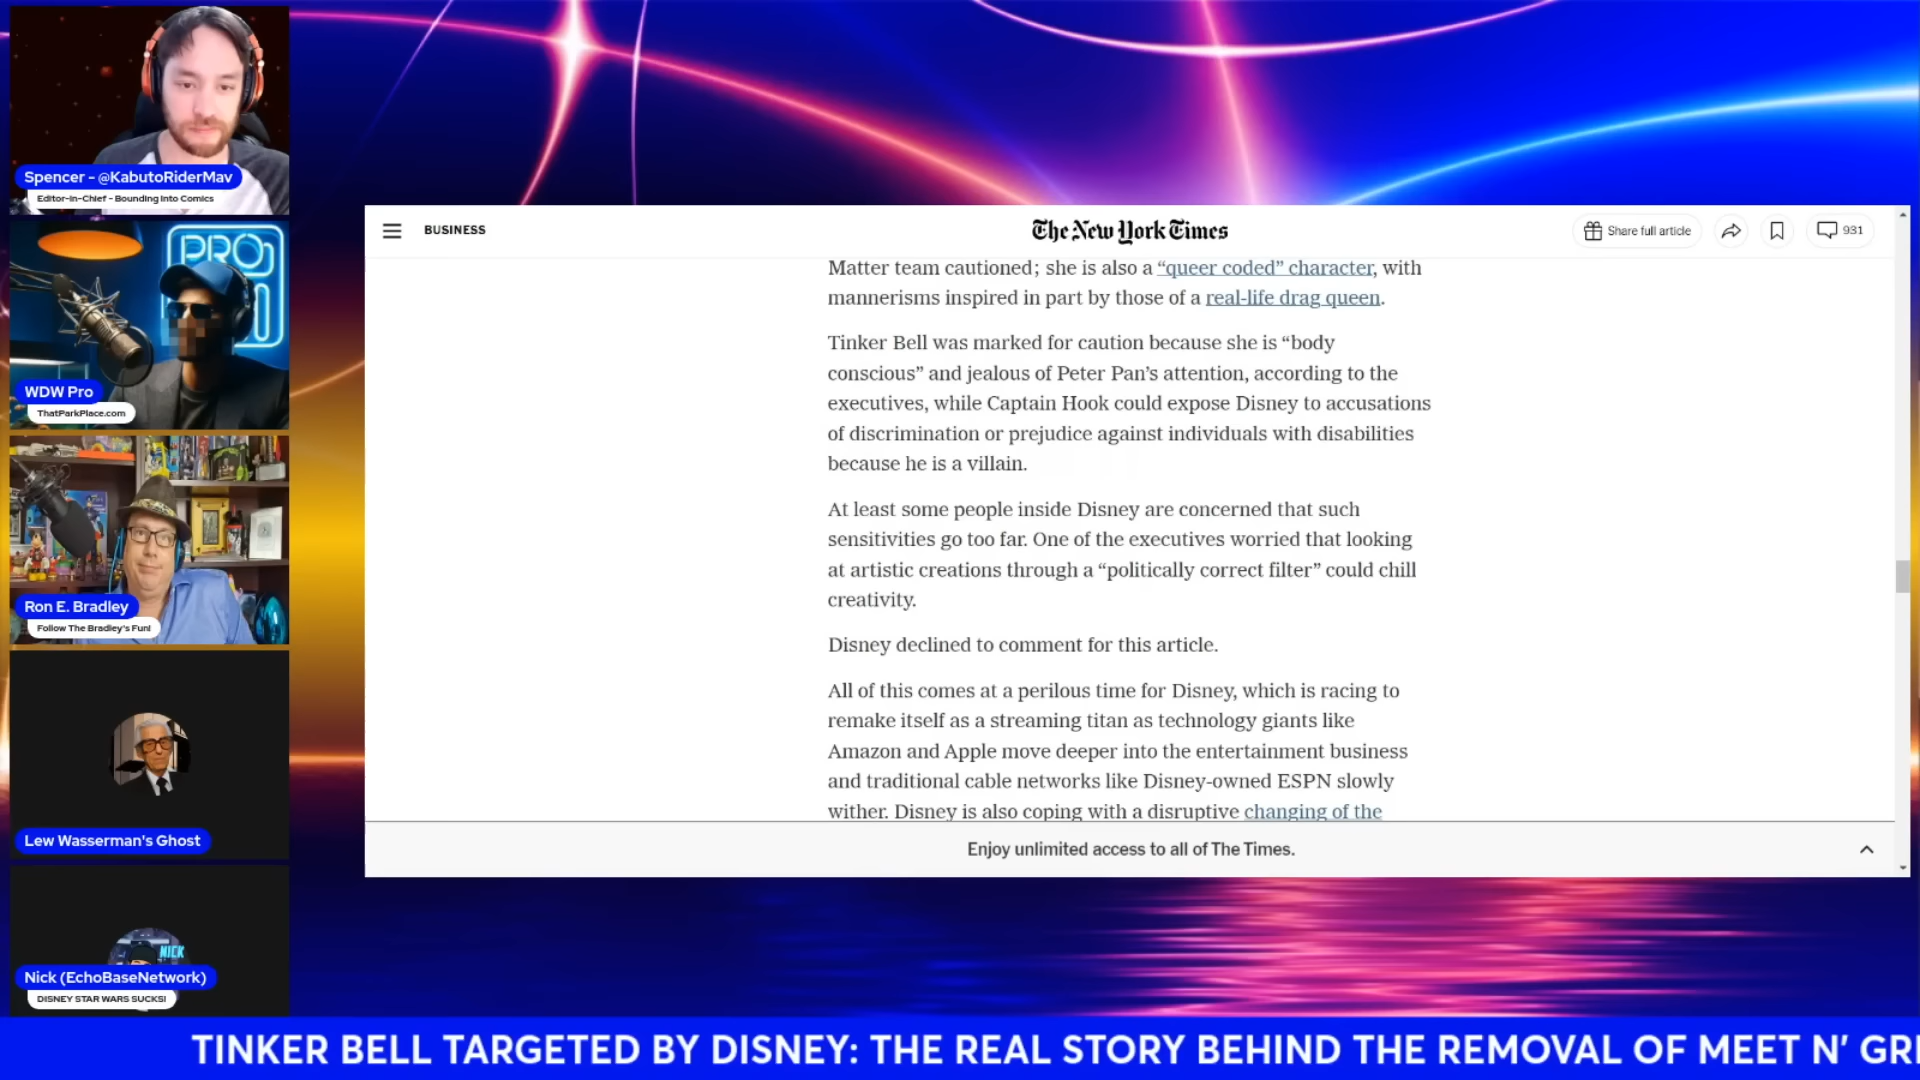 Spencer - @KabutoRiderMav
Editor-in-Chief - Bounding Into Comics
PRO
WDW Pro
ThatParkPlace.com
Ron E. Bradley
Follow The Bradley's Fun!
Lew Wasserman's Ghost
NICK
Nick (EchoBaseNetwork)
DISNEY STAR WARS SUCKS!
BUSINESS
The New York Times
Share full article
931
Matter team cautioned; she is also a “queer coded” character, with
mannerisms inspired in part by those of a real-life drag queen.
Tinker Bell was marked for caution because she is “body
conscious” and jealous of Peter Pan’s attention, according to the
executives, while Captain Hook could expose Disney to accusations
of discrimination or prejudice against individuals with disabilities
because he is a villain.
At least some people inside Disney are concerned that such
sensitivities go too far. One of the executives worried that looking
at artistic creations through a “politically correct filter” could chill
creativity.
Disney declined to comment for this article.
All of this comes at a perilous time for Disney, which is racing to
remake itself as a streaming titan as technology giants like
Amazon and Apple move deeper into the entertainment business
and traditional cable networks like Disney-owned ESPN slowly
wither. Disney is also coping with a disruptive changing of the
Enjoy unlimited access to all of The Times.
TINKER BELL TARGETED BY DISNEY: THE REAL STORY BEHIND THE REMOVAL OF MEET N' GR